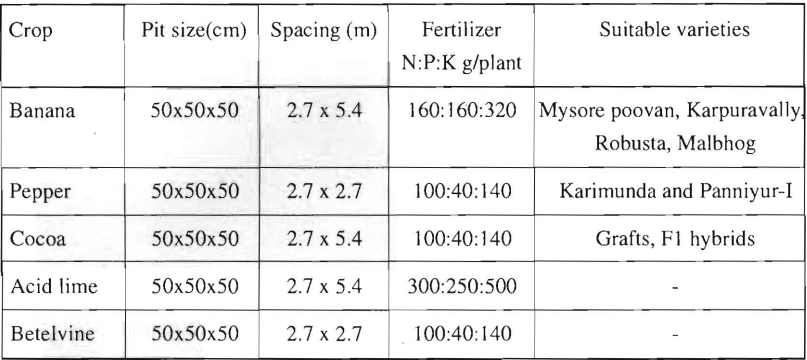 Crop Pit size(cm) Spacing (m) Fertilizer Suitable varieties
N:P:K g/plant
Banana 50x50x50 2.7 x 5.4 160:160:320 Mysore poovan, Karpuravally,
Robusta, Malbhog
Pepper 50x50x50 2.7 x 2.7 100:40:140 Karimunda and Panniyur-I
Cocoa 50x50x50 2.7 x 5.4 100:40:140 Grafts, F1 hybrids
Acid lime 50x50x50 2.7 x 5.4 300:250:500 -
Betelvine 50x50x50 2.7 x 2.7 100:40:140 -